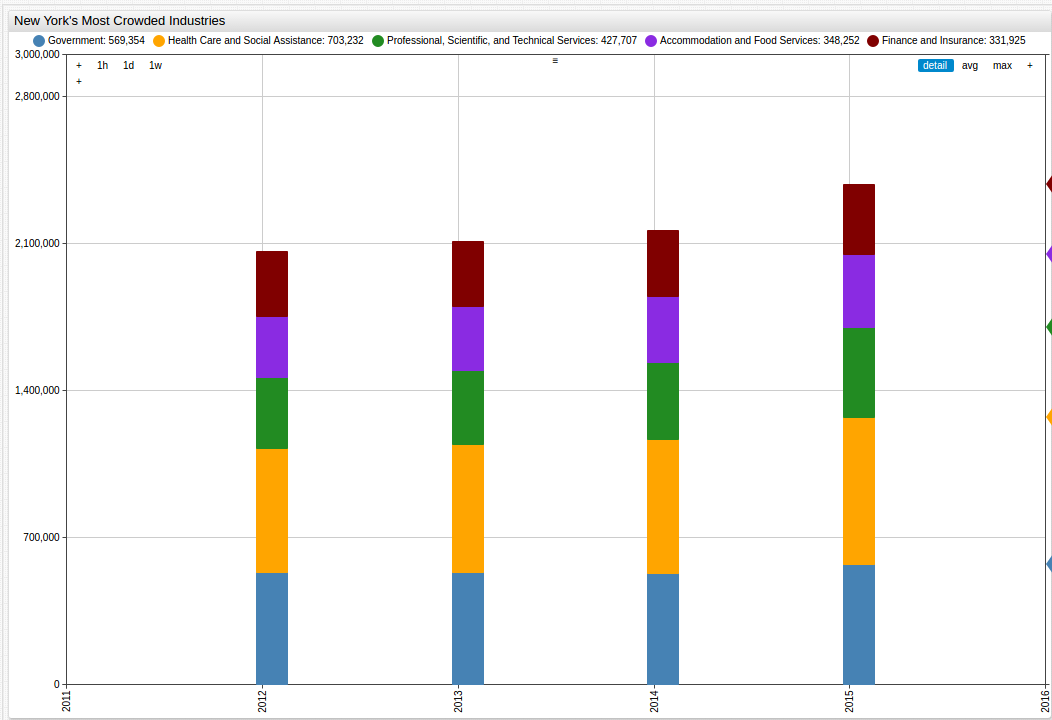 New York's Most Crowded Industries
Government: 569,354 Health Care and Social Assistance: 703,232 Professional, Scientific, and Technical Services: 427,707 Accommodation and Food Services: 348,252 Finance and Insurance: 331,925
+ 1h 1d 1w ≡ detail avg max +
+
3,000,000
2,800,000
2,100,000
1,400,000
700,000
0
2011 2012 2013 2014 2015 2016